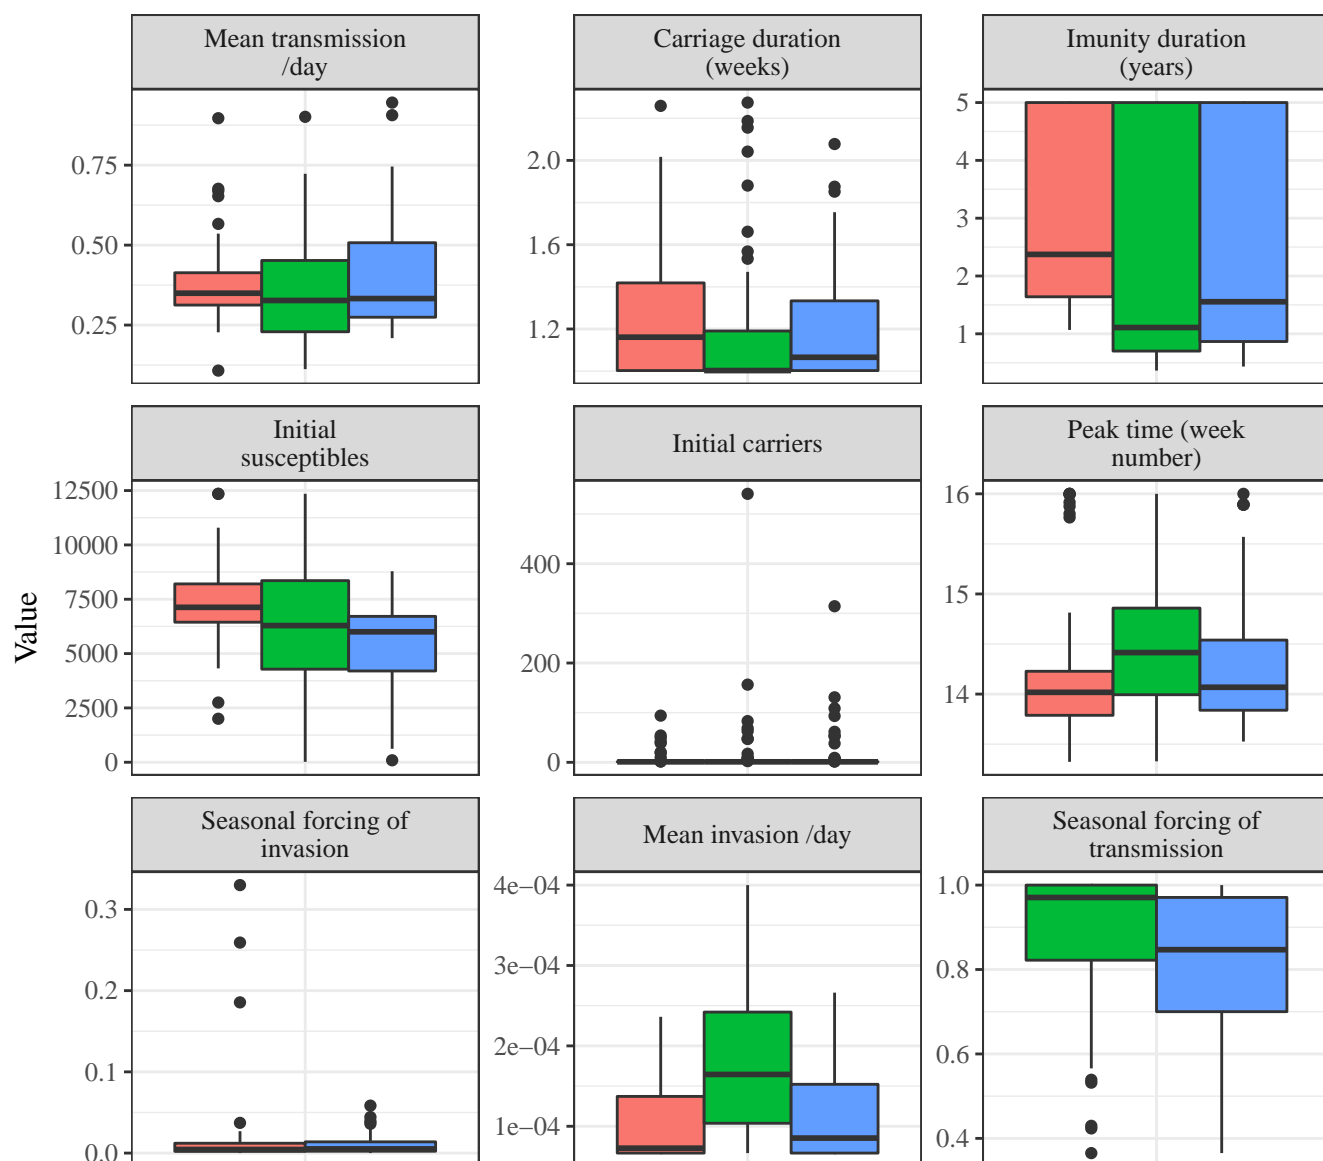 Mean transmission
/day
Carriage duration
(weeks)
Imunity duration
(years)
0.75
0.50
0.25
2.0
1.6
1.2
5
4
3
2
1
Initial
susceptibles
Initial carriers
Peak time (week
number)
Value
12500
10000
7500
5000
2500
0
400
200
0
16
15
14
Seasonal forcing of
invasion
Mean invasion /day
Seasonal forcing of
transmission
0.3
0.2
0.1
0.0
4e−04
3e−04
2e−04
1e−04
1.0
0.8
0.6
0.4